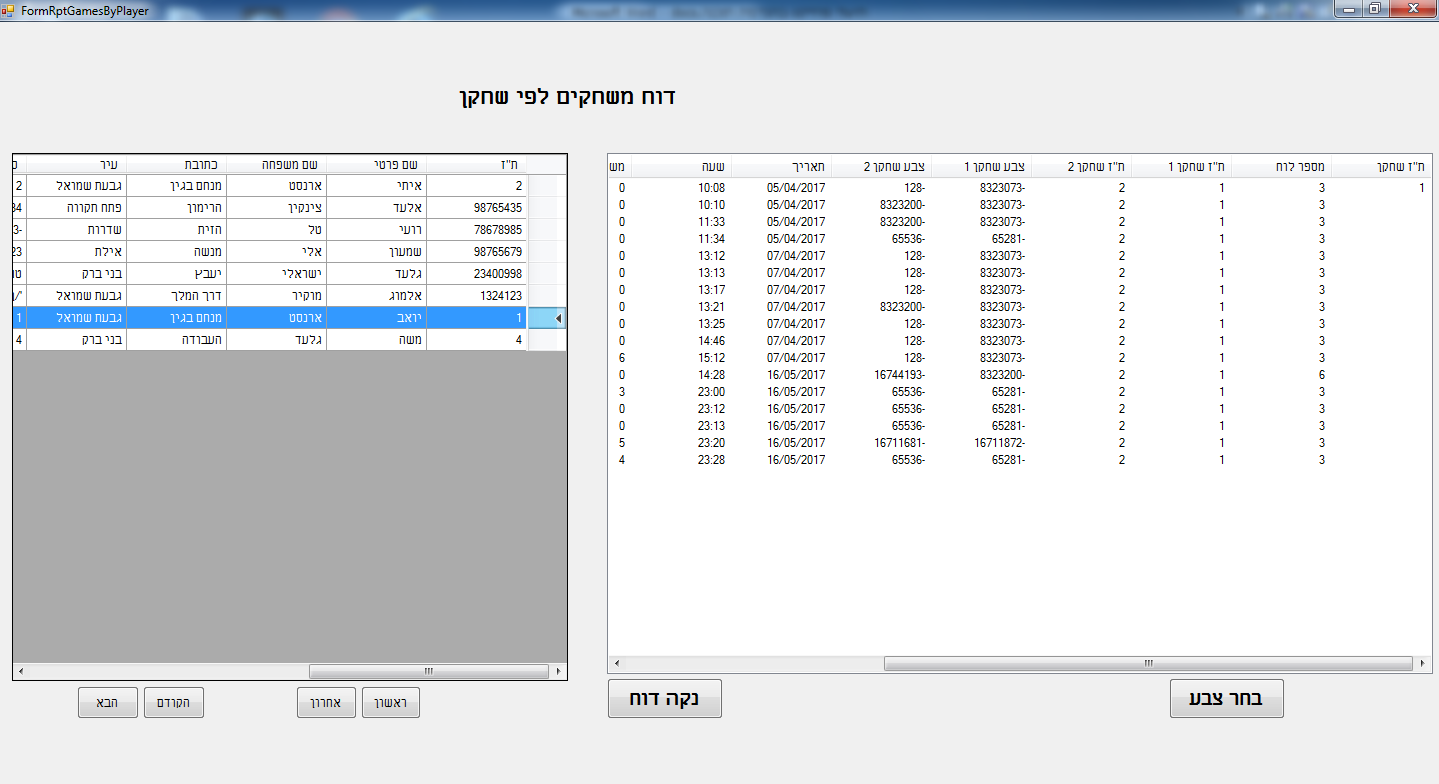 FormRptGamesByPlayer
דוח משחקים לפי שחקן
ת"ז שחקן מספר לוח ת"ז שחקן 1 ת"ז שחקן 2 צבע שחקן 1 צבע שחקן 2 תאריך שעה מש
1 3 1 2 -8323073 -128 05/04/2017 10:08 0
3 1 2 -8323073 -8323200 05/04/2017 10:10 0
3 1 2 -8323073 -8323200 05/04/2017 11:33 0
3 1 2 -65281 -65536 05/04/2017 11:34 0
3 1 2 -8323073 -128 07/04/2017 13:12 0
3 1 2 -8323073 -128 07/04/2017 13:13 0
3 1 2 -8323073 -128 07/04/2017 13:17 0
3 1 2 -8323073 -8323200 07/04/2017 13:21 0
3 1 2 -8323073 -128 07/04/2017 13:25 0
3 1 2 -8323073 -128 07/04/2017 14:46 0
3 1 2 -8323073 -128 07/04/2017 15:12 6
6 1 2 -8323200 -16744193 16/05/2017 14:28 0
3 1 2 -65281 -65536 16/05/2017 23:00 3
3 1 2 -65281 -65536 16/05/2017 23:12 0
3 1 2 -65281 -65536 16/05/2017 23:13 0
3 1 2 -16711872 -16711681 16/05/2017 23:20 5
3 1 2 -65281 -65536 16/05/2017 23:28 4
בחר צבע
נקה דוח
ת"ז שם פרטי שם משפחה כתובת עיר
2 איתי ארנסט מנחם בגין גבעת שמואל 2
98765435 אלעד צינקין הרימון פתח תקווה
78678985 רועי טל הזית שדרות
98765679 שמעון אלי מנשה אילת
23400998 גלעד ישראלי יעבץ בני ברק
1324123 אלמוג מוקיר דרך המלך גבעת שמואל
1 יואב ארנסט מנחם בגין גבעת שמואל 1
4 משה גלעד העבודה בני ברק 4
ראשון
אחרון
הקודם
הבא